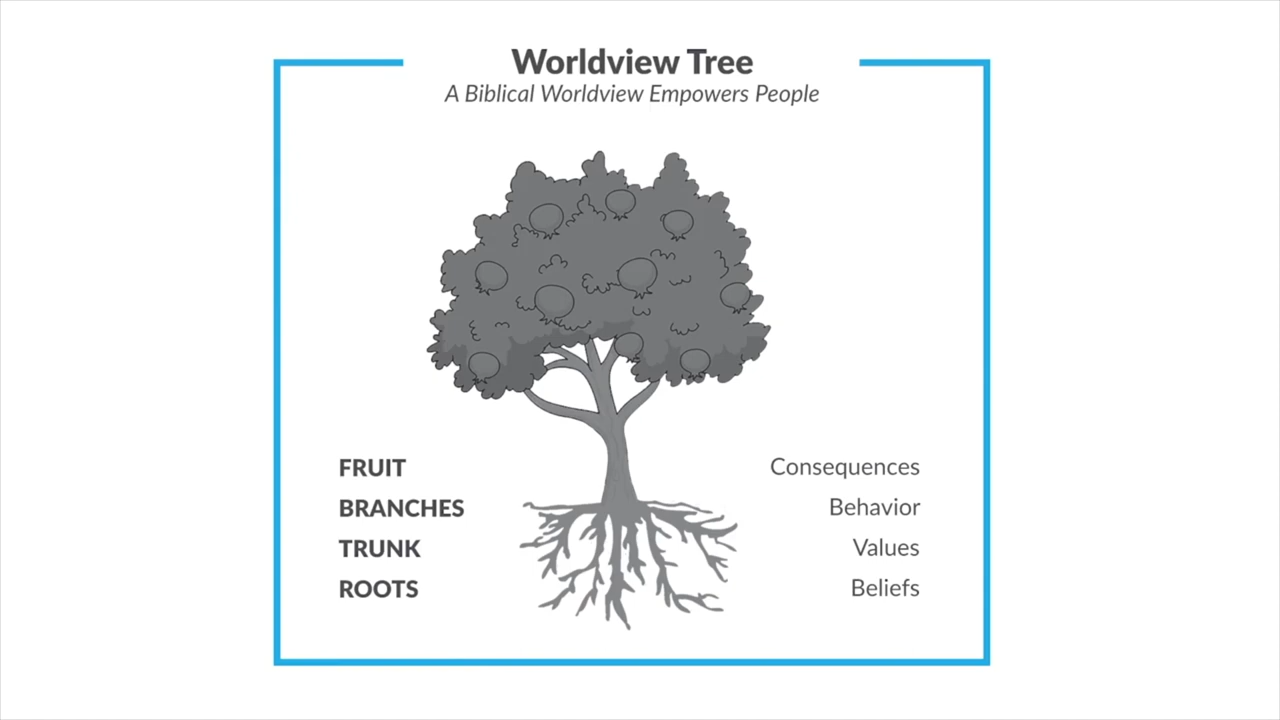 Worldview Tree
A Biblical Worldview Empowers People
FRUIT Consequences
BRANCHES Behavior
TRUNK Values
ROOTS Beliefs